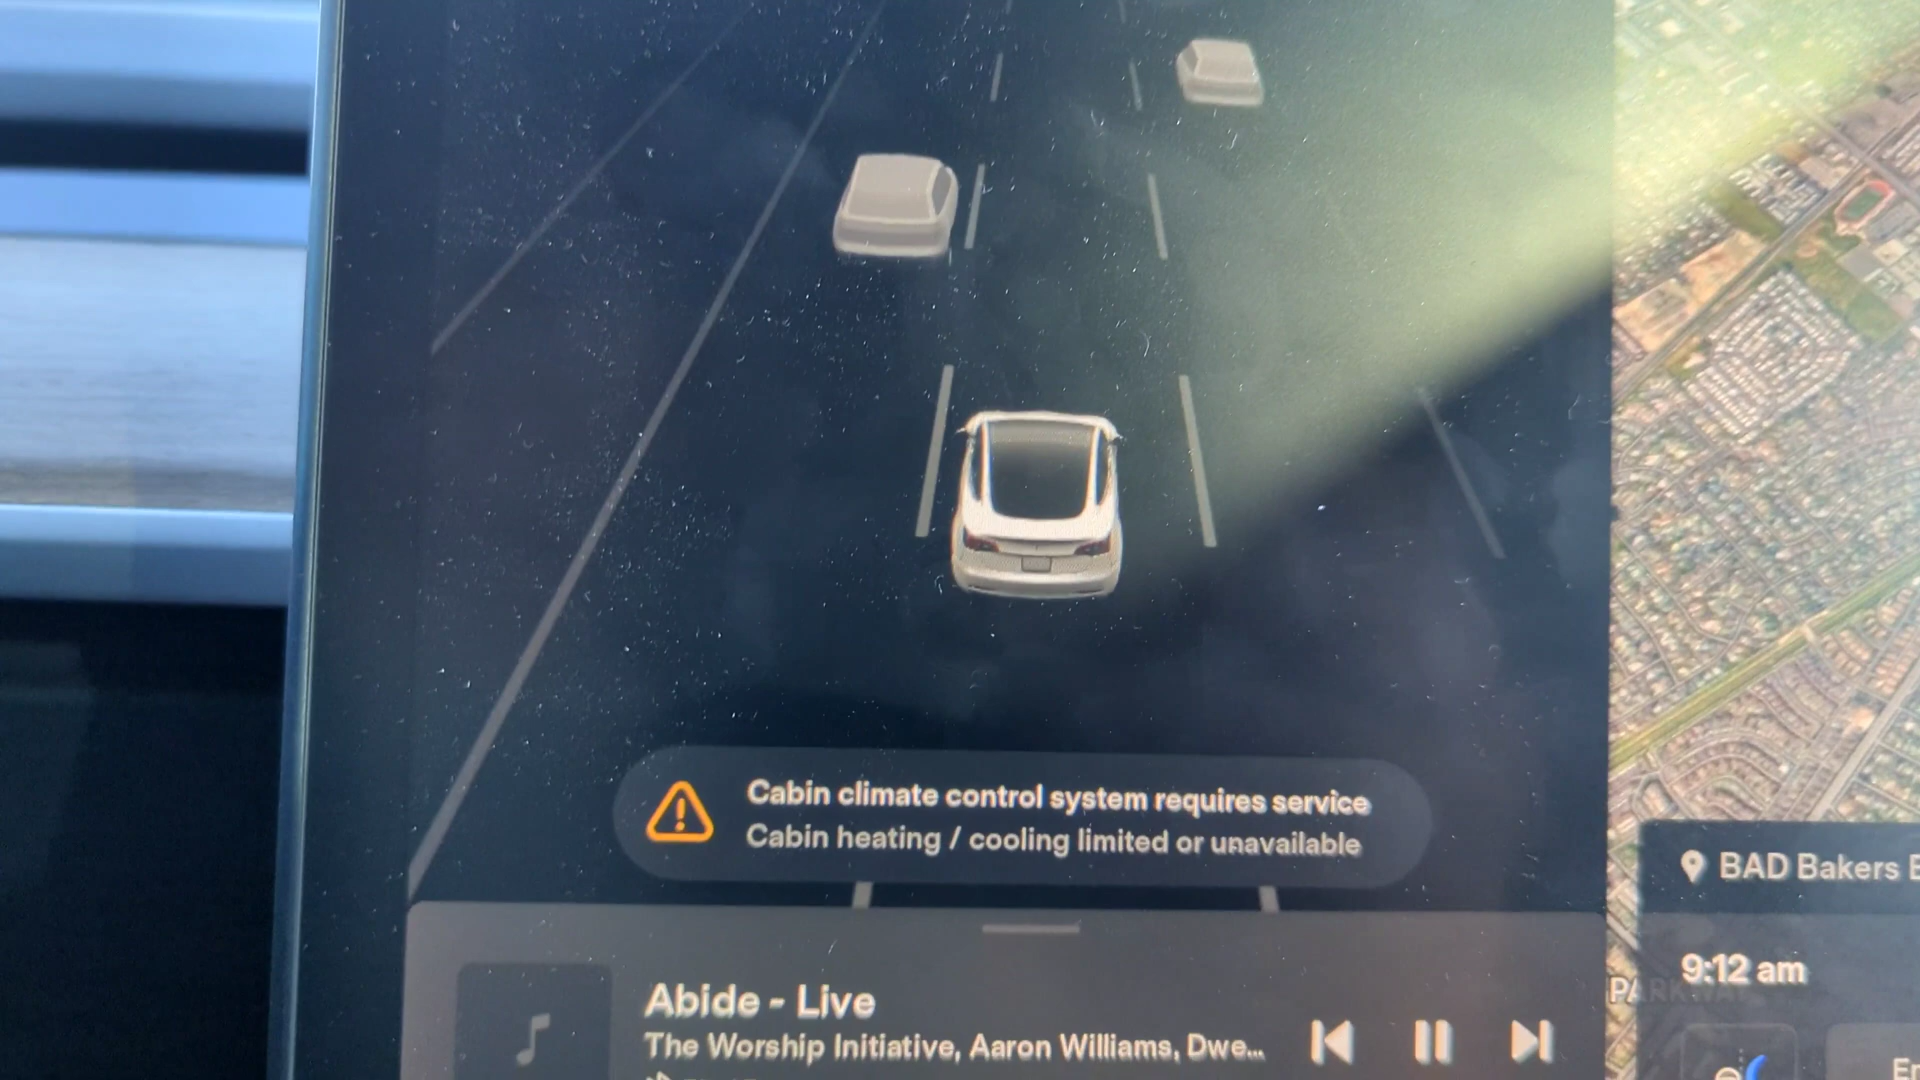 Cabin climate control system requires service
Cabin heating / cooling limited or unavailable
BAD Bakers
9:12 am
Abide - Live
The Worship Initiative, Aaron Williams, Dwe...